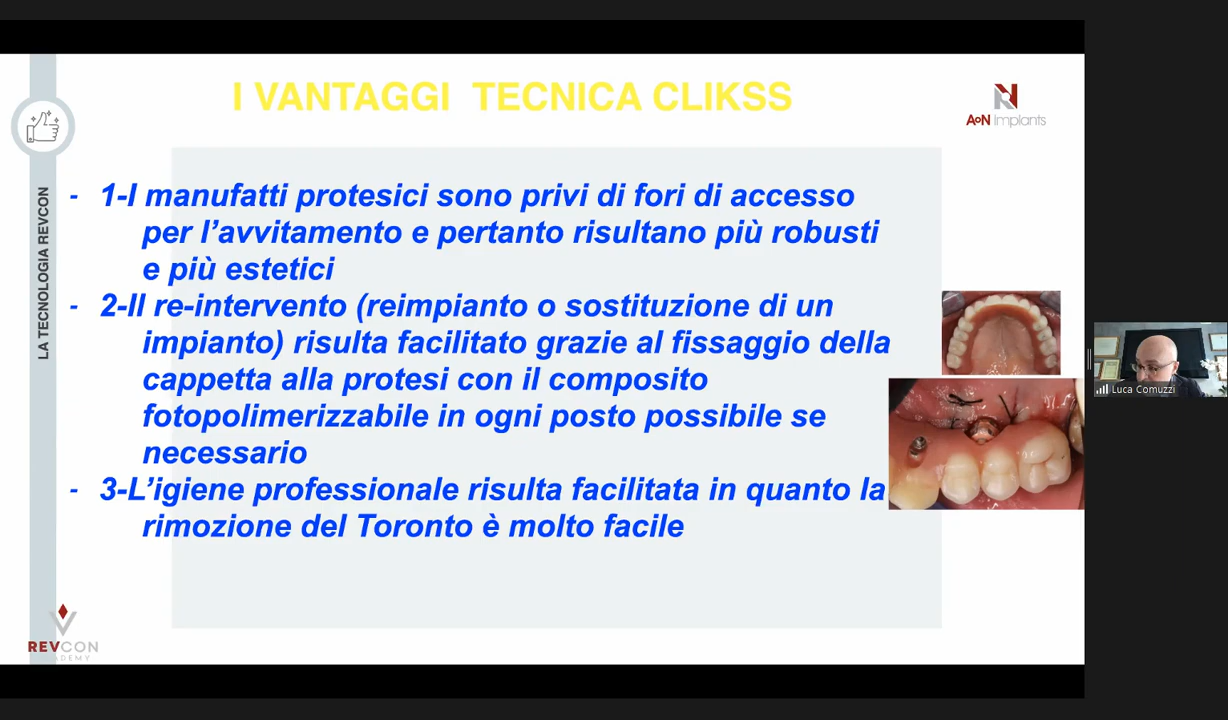 I VANTAGGI TECNICA CLIKSS
AoN Implants
LA TECNOLOGIA REVCON
- 1-I manufatti protesici sono privi di fori di accesso
per l’avvitamento e pertanto risultano più robusti
e più estetici
- 2-Il re-intervento (reimpianto o sostituzione di un
impianto) risulta facilitato grazie al fissaggio della
cappetta alla protesi con il composito
fotopolimerizzabile in ogni posto possibile se
necessario
- 3-L’igiene professionale risulta facilitata in quanto la
rimozione del Toronto è molto facile
REVCON
Luca Comuzzi